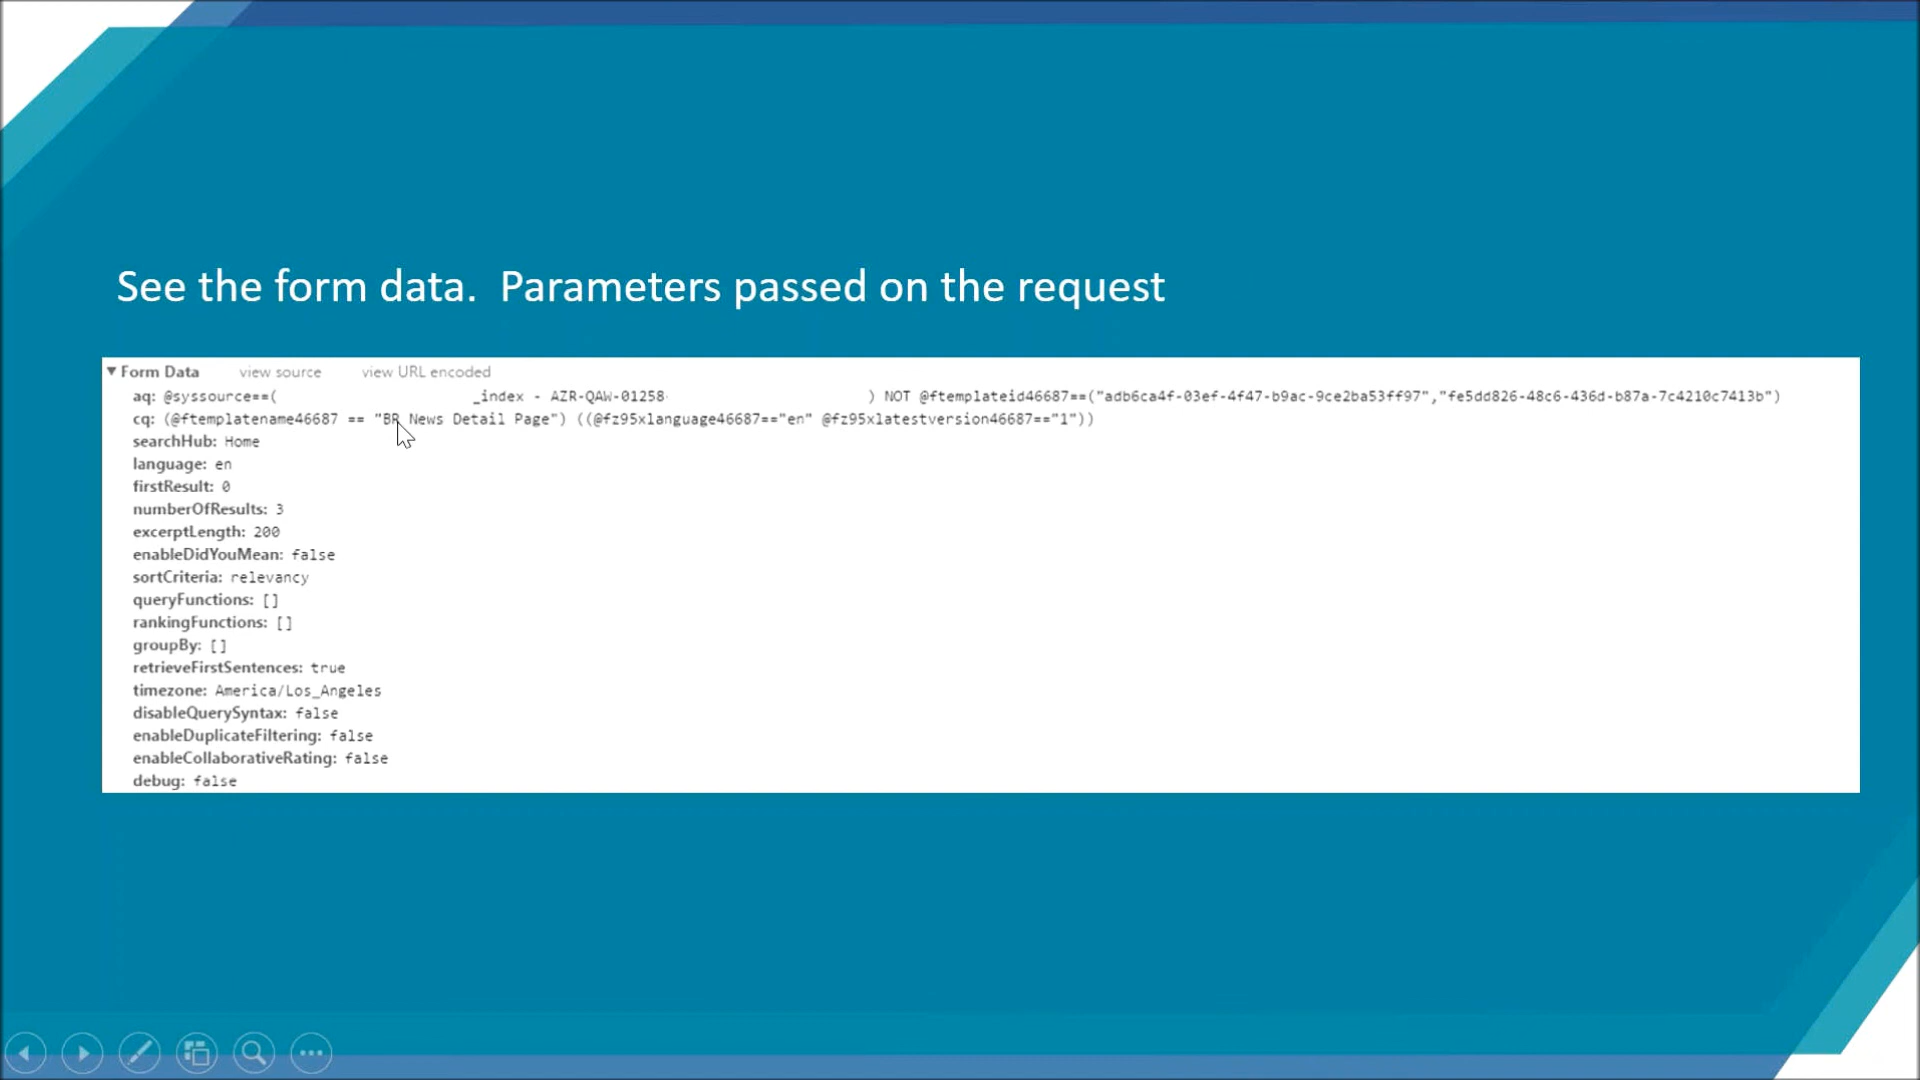 See the form data.  Parameters passed on the request
Form Data view source view URL encoded
aq: @syssource==( _index - AZR-QAW-01258 ) NOT @ftemplateid46687==("adb6ca4f-03ef-4f47-b9ac-9ce2ba53ff97","fe5dd826-48c6-436d-b87a-7c4210c7413b")
cq: (@ftemplatename46687 == "BR News Detail Page") ((@fz95xlanguage46687=="en" @fz95xlatestversion46687=="1"))
searchHub: Home
language: en
firstResult: 0
numberOfResults: 3
excerptLength: 200
enableDidYouMean: false
sortCriteria: relevancy
queryFunctions: []
rankingFunctions: []
groupBy: []
retrieveFirstSentences: true
timezone: America/Los_Angeles
disableQuerySyntax: false
enableDuplicateFiltering: false
enableCollaborativeRating: false
debug: false